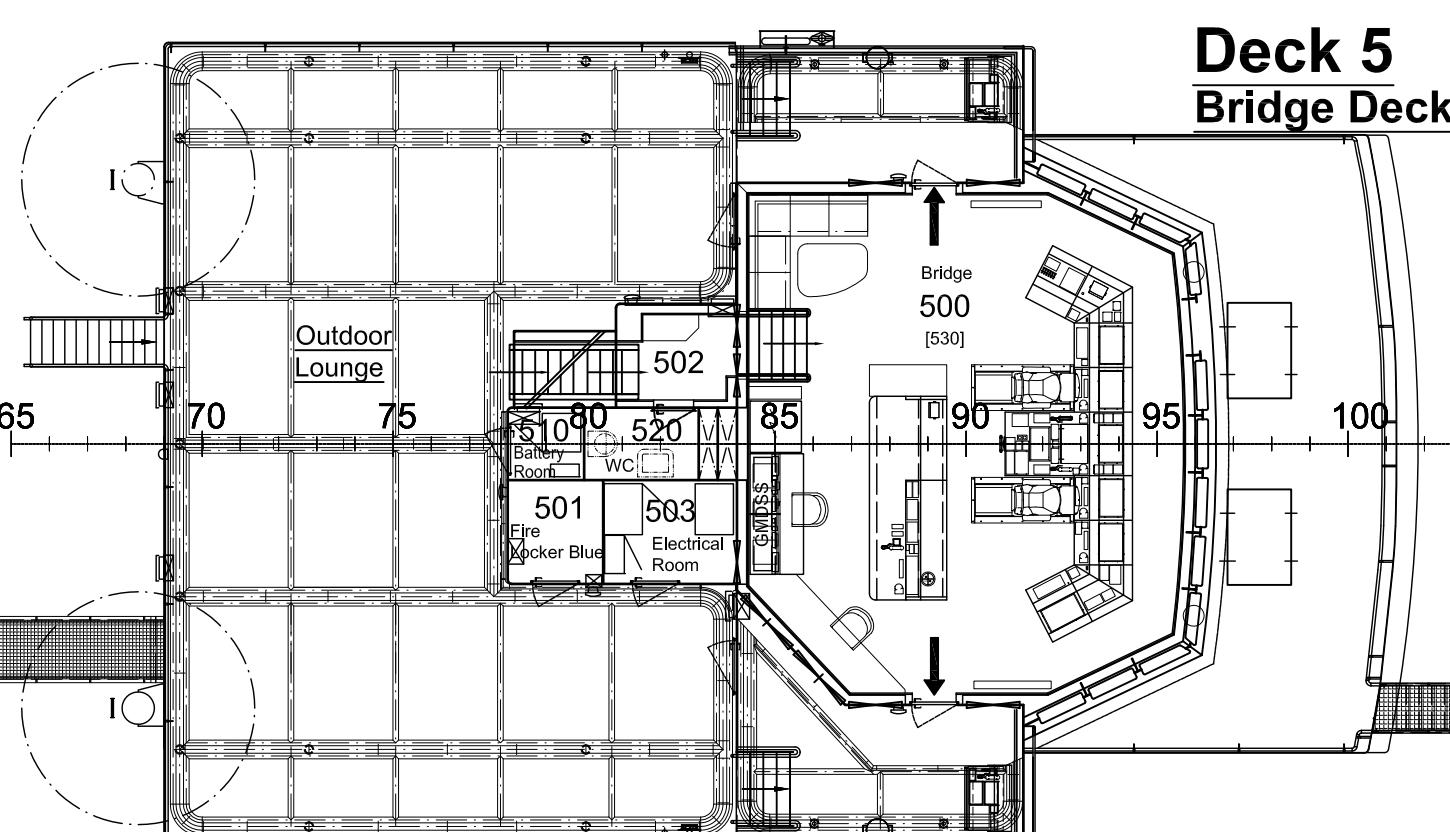 Deck 5
Bridge Deck
I
Bridge
500
[530]
Outdoor
Lounge
502
65
70
75
80
85
90
95
100
510
Battery
Room
520
WC
501
Fire
Locker Blue
503
Electrical
Room
GMDSS
I